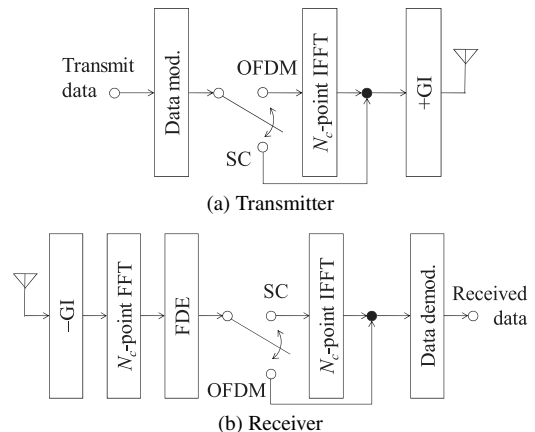 Transmit
data
Data mod.
OFDM
SC
N_c-point IFFT
+GI
(a) Transmitter
–GI
N_c-point FFT
FDE
SC
OFDM
N_c-point IFFT
Data demod.
Received
data
(b) Receiver